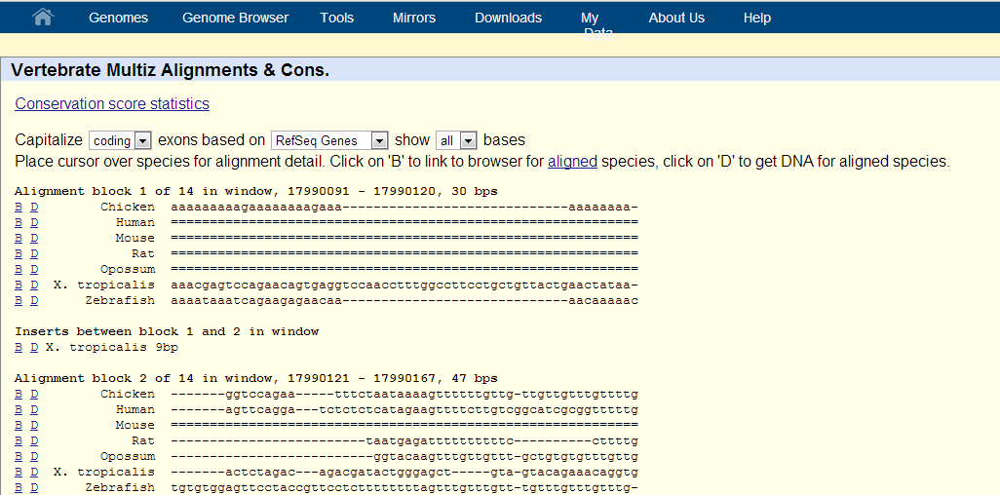 Genomes Genome Browser Tools Mirrors Downloads My Data About Us Help
Vertebrate Multiz Alignments & Cons.
Conservation score statistics
Capitalize coding exons based on RefSeq Genes show all bases
Place cursor over species for alignment detail. Click on 'B' to link to browser for aligned species, click on 'D' to get DNA for aligned species.
Alignment block 1 of 14 in window, 17990091 - 17990120, 30 bps
B D Chicken aaaaaaaaagaaaaaaaagaaa-----------------------------aaaaaaaa-
B D Human ============================================================
B D Mouse ============================================================
B D Rat ============================================================
B D Opossum ============================================================
B D X. tropicalis aaacgagtccagaacagtgaggtccaacctttggccttcctgctgttactgaactataa-
B D Zebrafish aaaataaatcagaagagaacaa-----------------------------aacaaaaac
Inserts between block 1 and 2 in window
B D X. tropicalis 9bp
Alignment block 2 of 14 in window, 17990121 - 17990167, 47 bps
B D Chicken -------ggtccagaa-----tttctaataaaagttttttgttg-ttgttgtttgttttg
B D Human -------agttcagga---tctctctcatagaagttttcttgtcggcatcgcggtttttg
B D Mouse ============================================================
B D Rat -------------------------taatgagatttttttttttc----------cttttg
B D Opossum --------------------------ggtacaagtttgttgttt-gctgtgtgtttgttg
B D X. tropicalis -------actctagac---agacgatactgggagct-----gta-gtacagaaacaggtg
B D Zebrafish tgtgtggagttcctaccgttcctctttttttttagtttgtttgtt-tgtttgtttgtttg-